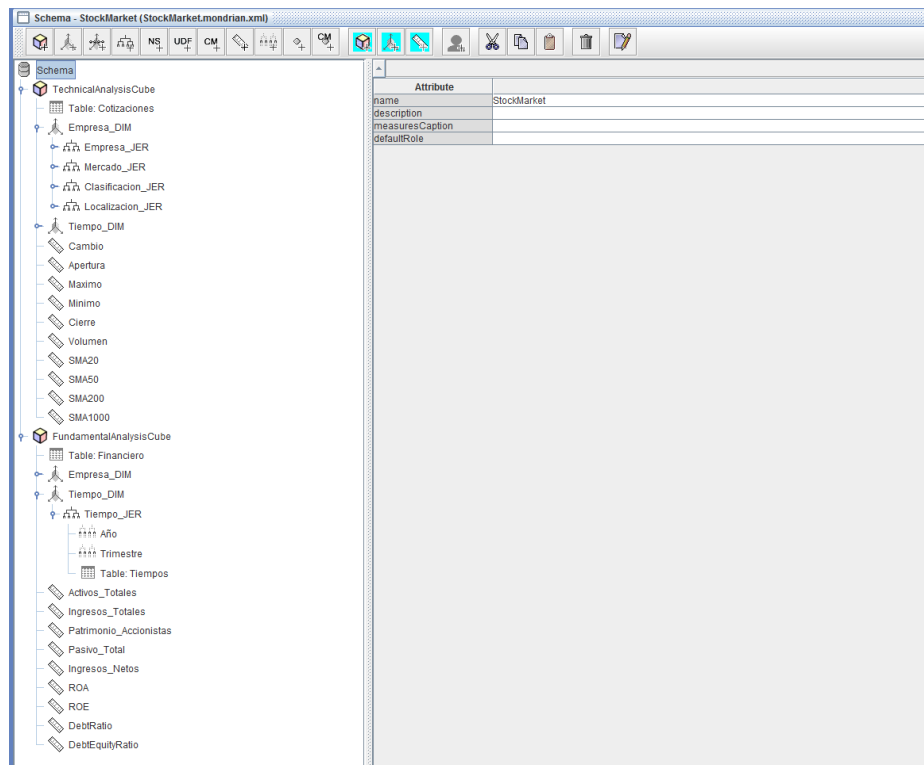 Schema - StockMarket (StockMarket.mondrian.xml)
NS UDF CM CM
Schema
TechnicalAnalysisCube
Table: Cotizaciones
Empresa_DIM
Empresa_JER
Mercado_JER
Clasificacion_JER
Localizacion_JER
Tiempo_DIM
Cambio
Apertura
Maximo
Minimo
Cierre
Volumen
SMA20
SMA50
SMA200
SMA1000
FundamentalAnalysisCube
Table: Financiero
Empresa_DIM
Tiempo_DIM
Tiempo_JER
Año
Trimestre
Table: Tiempos
Activos_Totales
Ingresos_Totales
Patrimonio_Accionistas
Pasivo_Total
Ingresos_Netos
ROA
ROE
DebtRatio
DebtEquityRatio
Attribute
name StockMarket
description
measuresCaption
defaultRole